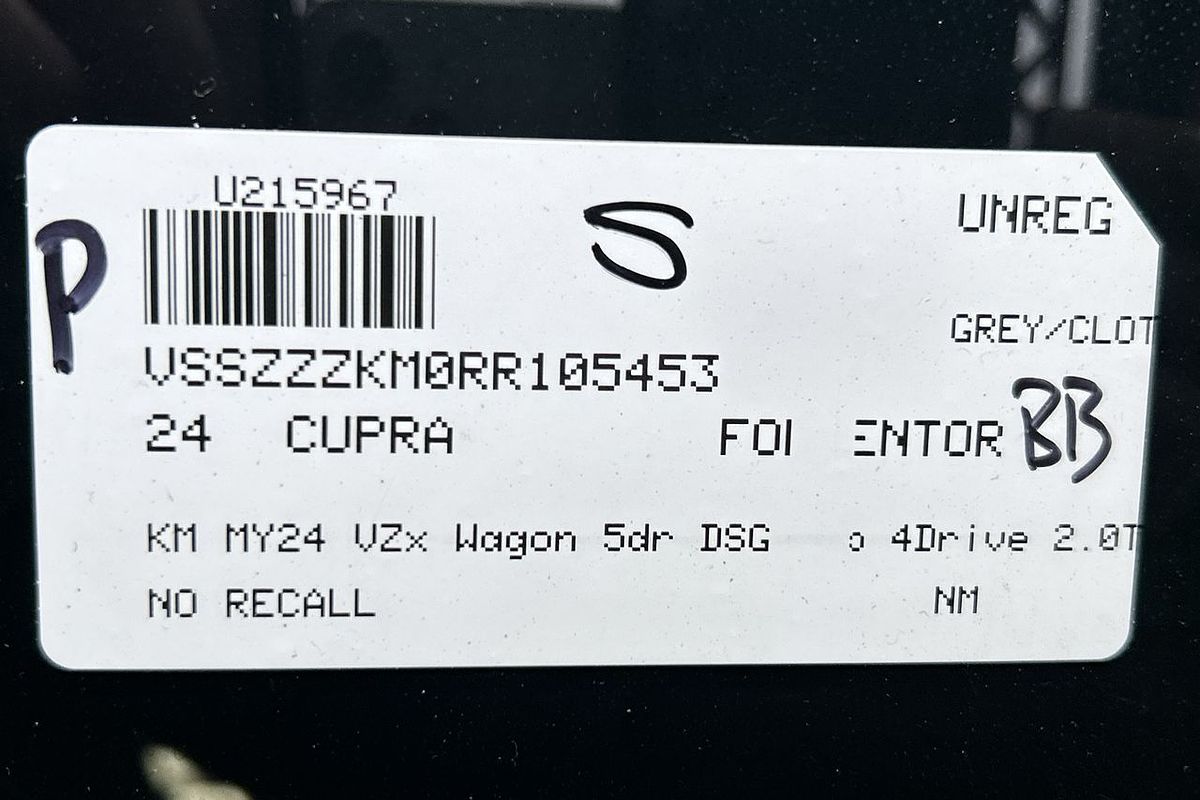 U215967
S
UNREG
P
GREY/CLOT
VSSZZZKM0RR105453
24 CUPRA FOI ENTOR BB
KM MY24 VZx Wagon 5dr DSG o 4Drive 2.0T
NO RECALL NM